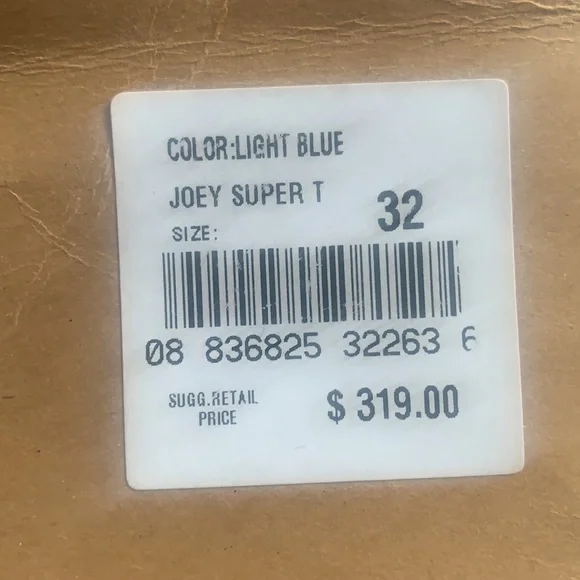 COLOR:LIGHT BLUE
JOEY SUPER T
32
SIZE:
08 836825 32263 6
SUGG.RETAIL
PRICE
$ 319.00